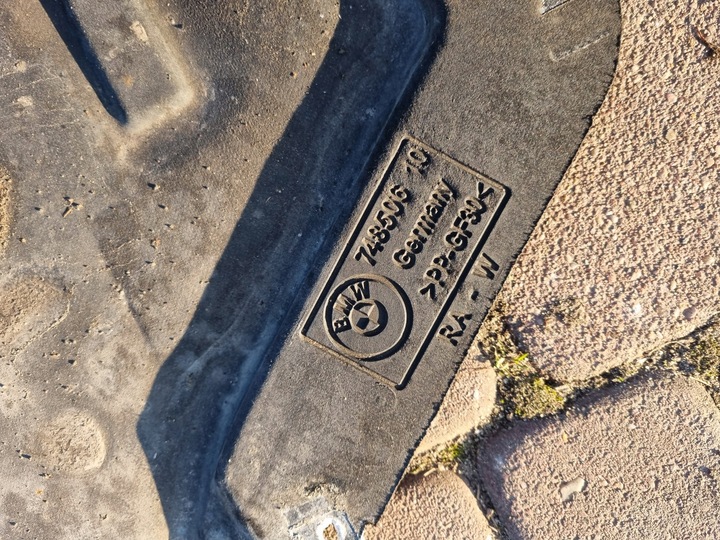 748506 10
Germany
>PP-GF30<
BMW
RA - W